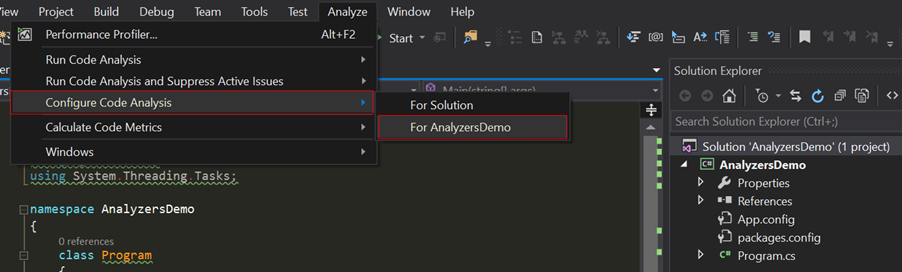 View Project Build Debug Team Tools Test Analyze Window Help
Performance Profiler... Alt+F2
Start
Run Code Analysis
Run Code Analysis and Suppress Active Issues
Main(string[] args)
Solution Explorer
Configure Code Analysis
For Solution
Calculate Code Metrics
For AnalyzersDemo
Search Solution Explorer (Ctrl+;)
Windows
Solution 'AnalyzersDemo' (1 project)
AnalyzersDemo
using System.Threading.Tasks;
Properties
References
namespace AnalyzersDemo
App.config
{
packages.config
0 references
class Program
Program.cs
{